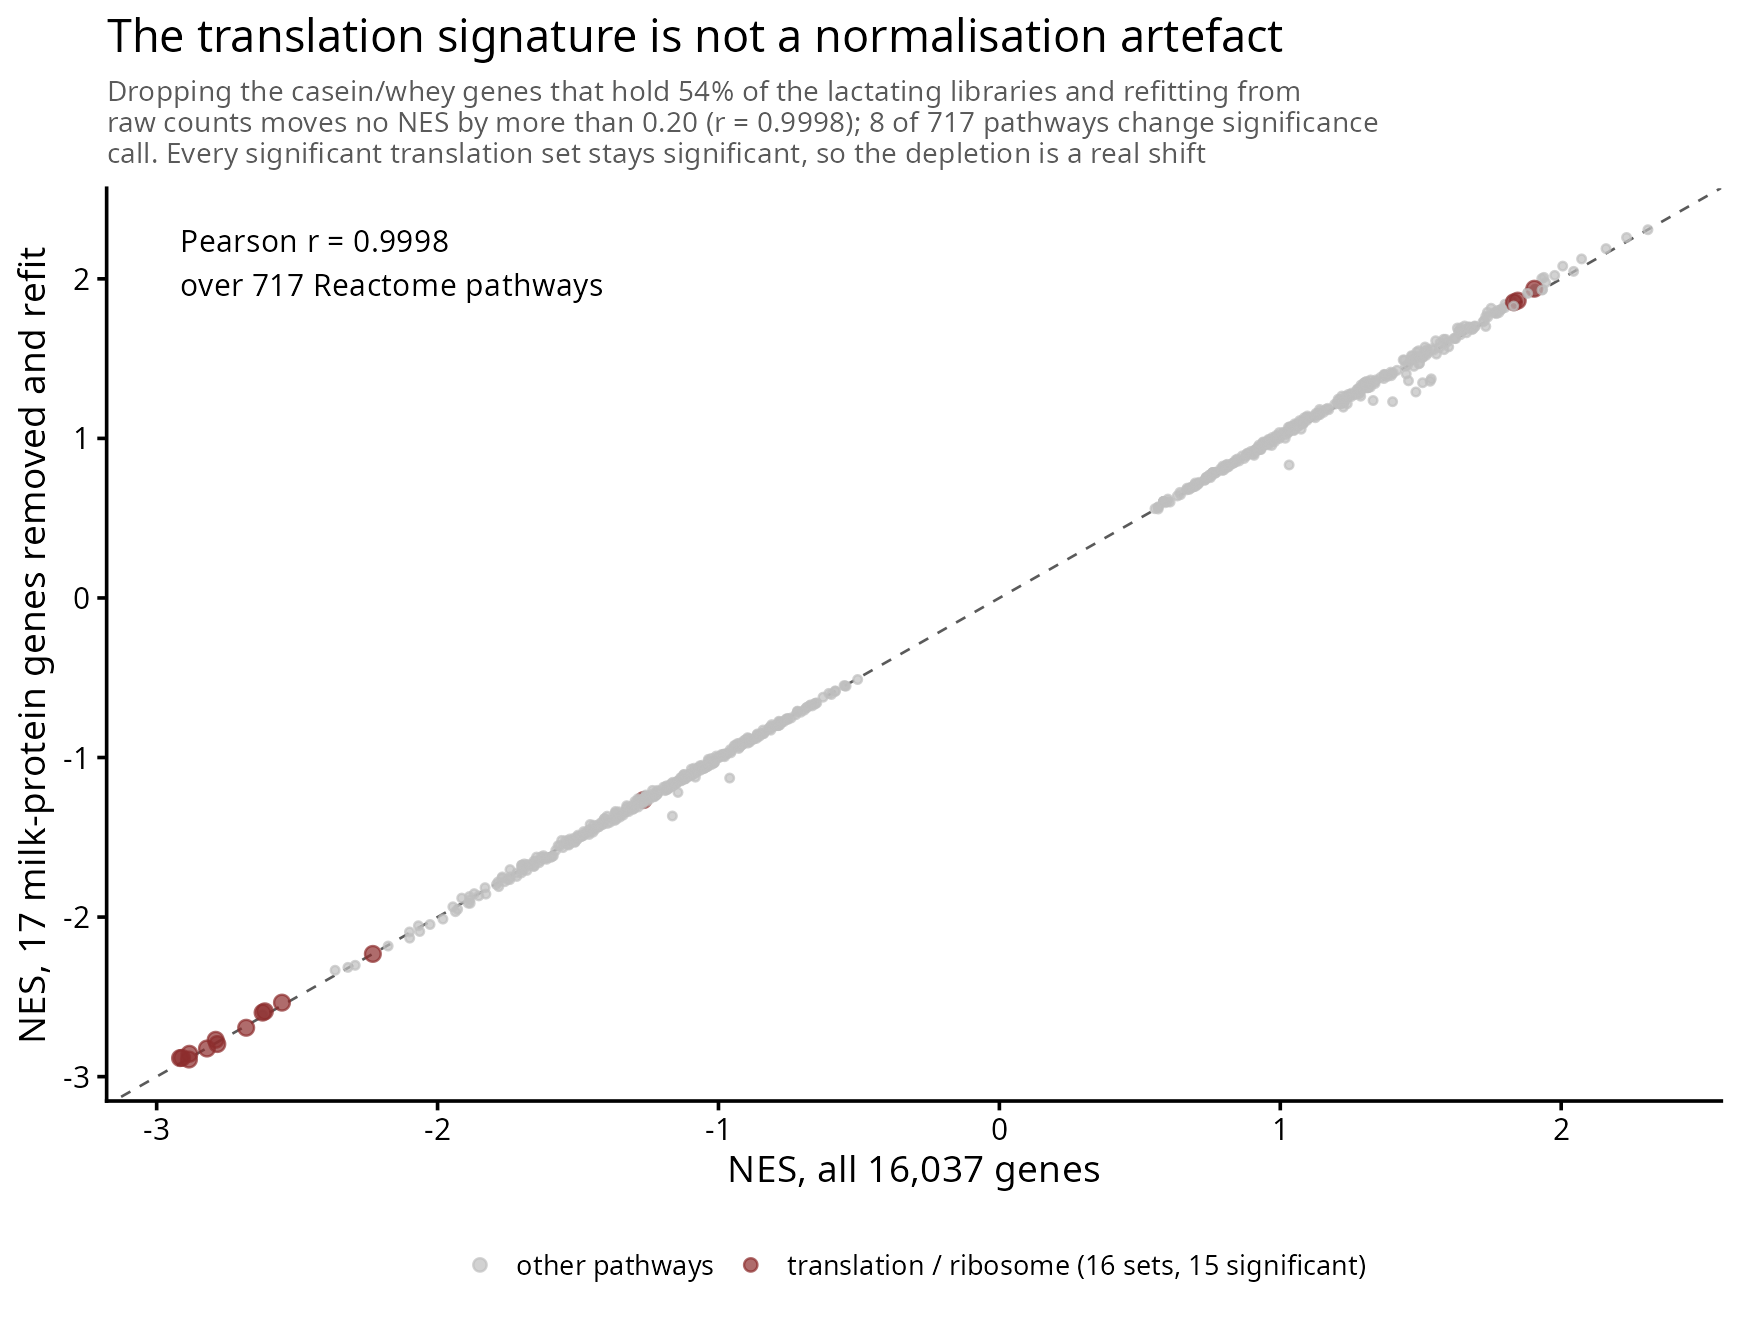 The translation signature is not a normalisation artefact
Dropping the casein/whey genes that hold 54% of the lactating libraries and refitting from
raw counts moves no NES by more than 0.20 (r = 0.9998); 8 of 717 pathways change significance
call. Every significant translation set stays significant, so the depletion is a real shift
Pearson r = 0.9998
over 717 Reactome pathways
NES, 17 milk-protein genes removed and refit
2
1
0
-1
-2
-3
-3
-2
-1
0
1
2
NES, all 16,037 genes
other pathways
translation / ribosome (16 sets, 15 significant)